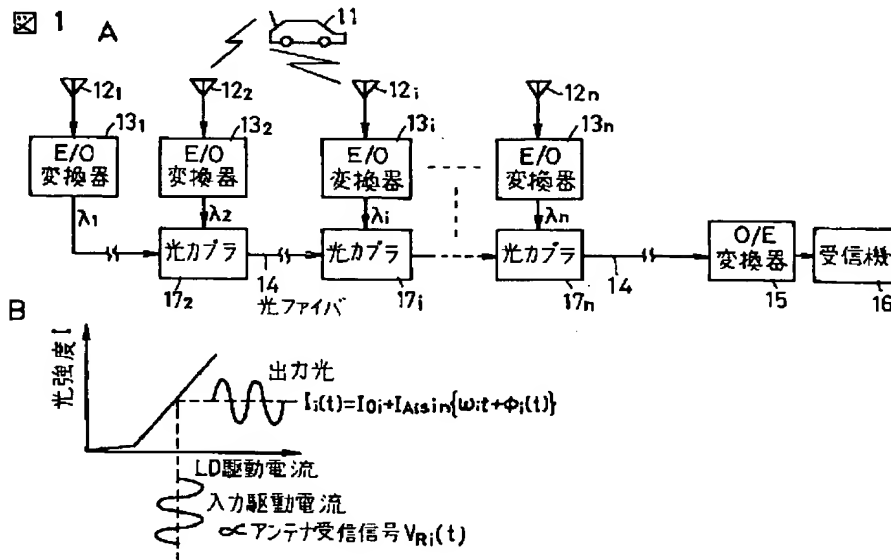 図 1 A
11
12₁ 12₂ 12i 12n
13₁ 13₂ 13i 13n
E/O 変換器 E/O 変換器 E/O 変換器 E/O 変換器
λ₁ λ₂ λi λn
光カプラ 光カプラ 光カプラ O/E 変換器 受信機
17₂ 14 17i 17n 14 15 16
光ファイバ
B
光強度 I
出力光
Ii(t)=I0i+IAisin{ωit+φi(t)}
LD駆動電流
入力駆動電流
∝アンテナ受信信号VRi(t)